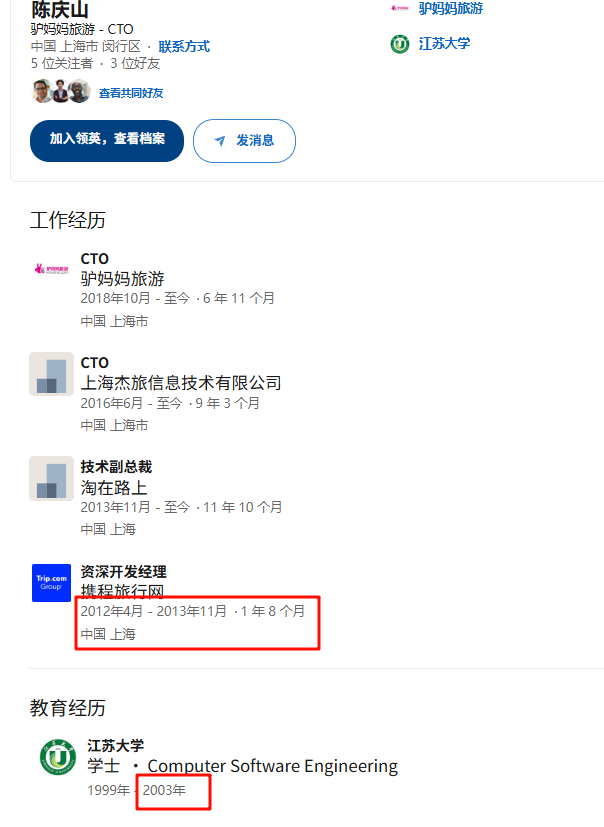 陈庆山
驴妈妈旅游
驴妈妈旅游 - CTO
中国 上海市 闵行区 · 联系方式
江苏大学
5 位关注者 · 3 位好友
查看共同好友
加入领英，查看档案
发消息
工作经历
CTO
驴妈妈旅游
驴妈妈旅游
2018年10月 - 至今 · 6 年 11 个月
中国 上海市
CTO
上海杰旅信息技术有限公司
2016年6月 - 至今 · 9 年 3 个月
中国 上海市
技术副总裁
淘在路上
2013年11月 - 至今 · 11 年 10 个月
中国 上海
资深开发经理
Trip.com
Group
携程旅行网
2012年4月 - 2013年11月 · 1 年 8 个月
中国 上海
教育经历
江苏大学
学士 · Computer Software Engineering
1999年 - 2003年